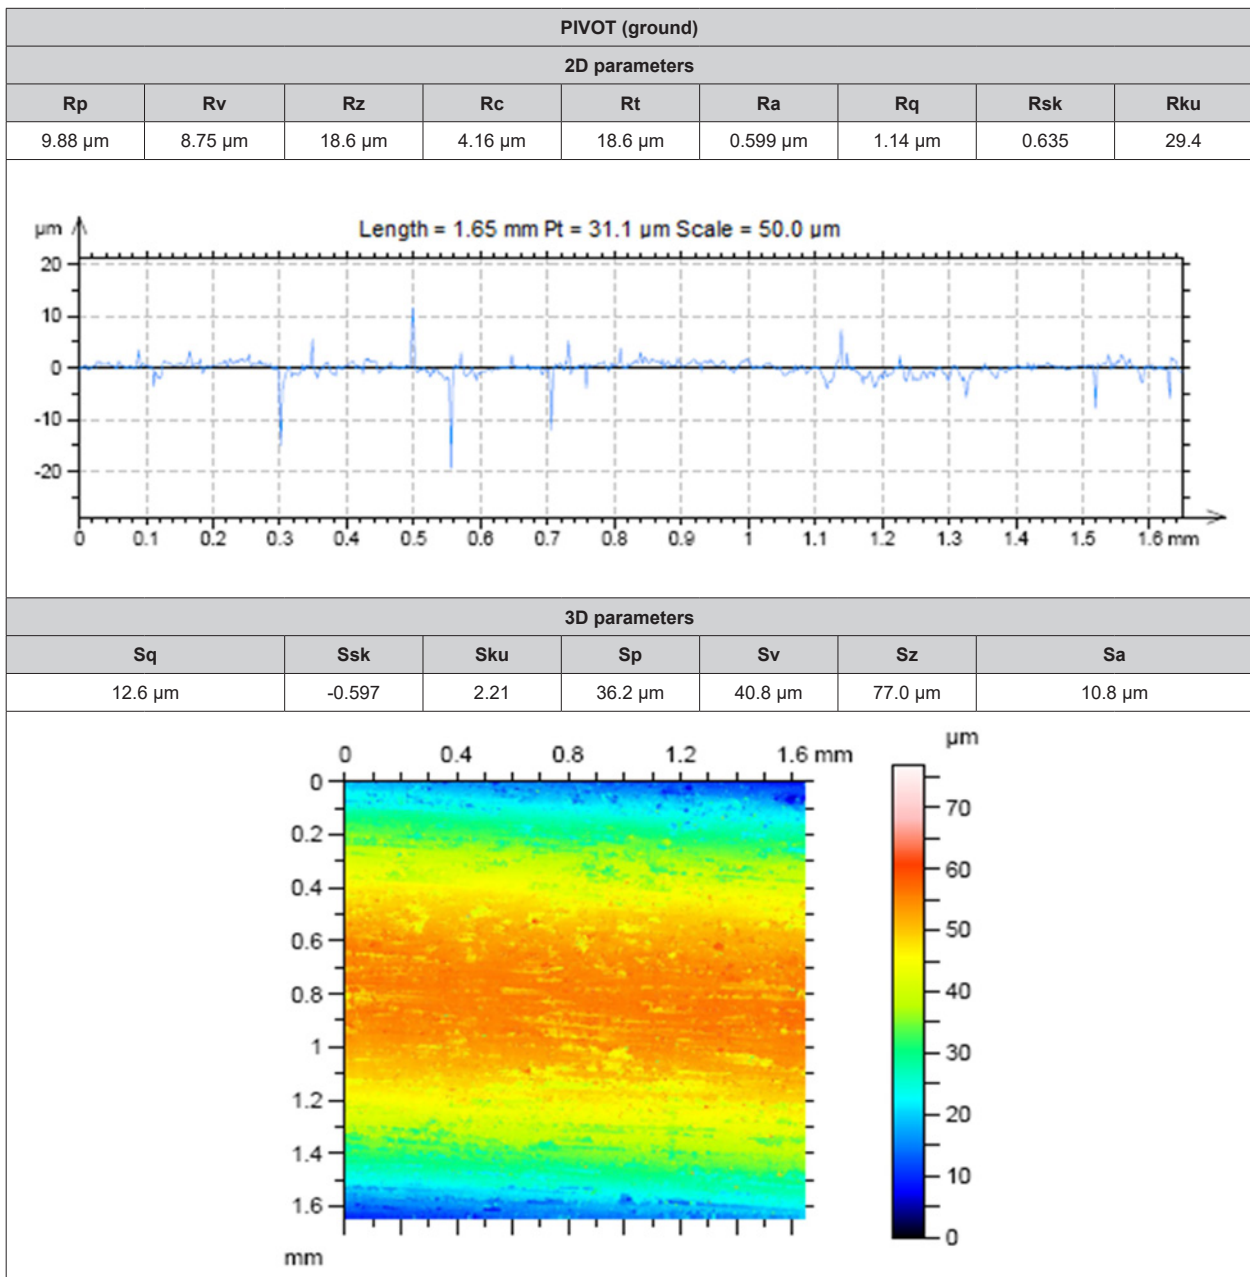 PIVOT (ground)
2D parameters
Rp Rv Rz Rc Rt Ra Rq Rsk Rku
9.88 µm 8.75 µm 18.6 µm 4.16 µm 18.6 µm 0.599 µm 1.14 µm 0.635 29.4
µm Length = 1.65 mm Pt = 31.1 µm Scale = 50.0 µm
20
10
0
-10
-20
0 0.1 0.2 0.3 0.4 0.5 0.6 0.7 0.8 0.9 1 1.1 1.2 1.3 1.4 1.5 1.6 mm
3D parameters
Sq Ssk Sku Sp Sv Sz Sa
12.6 µm -0.597 2.21 36.2 µm 40.8 µm 77.0 µm 10.8 µm
0 0.4 0.8 1.2 1.6 mm
0
0.2
0.4
0.6
0.8
1
1.2
1.4
1.6
mm
µm
70
60
50
40
30
20
10
0